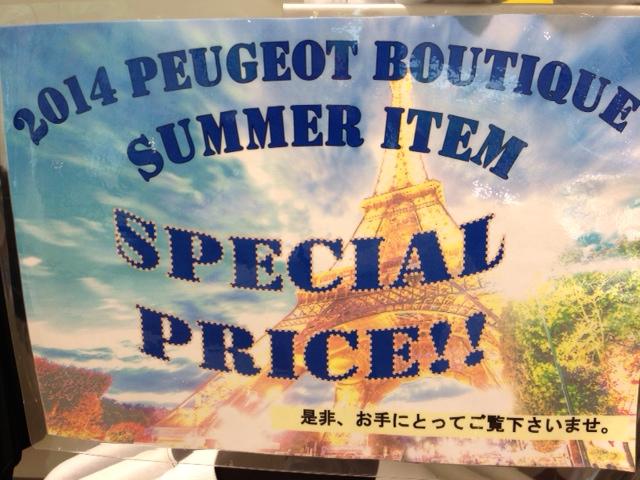 2014 PEUGEOT BOUTIQUE
SUMMER ITEM
SPECIAL
PRICE!!
是非、お手にとってご覧下さいませ。